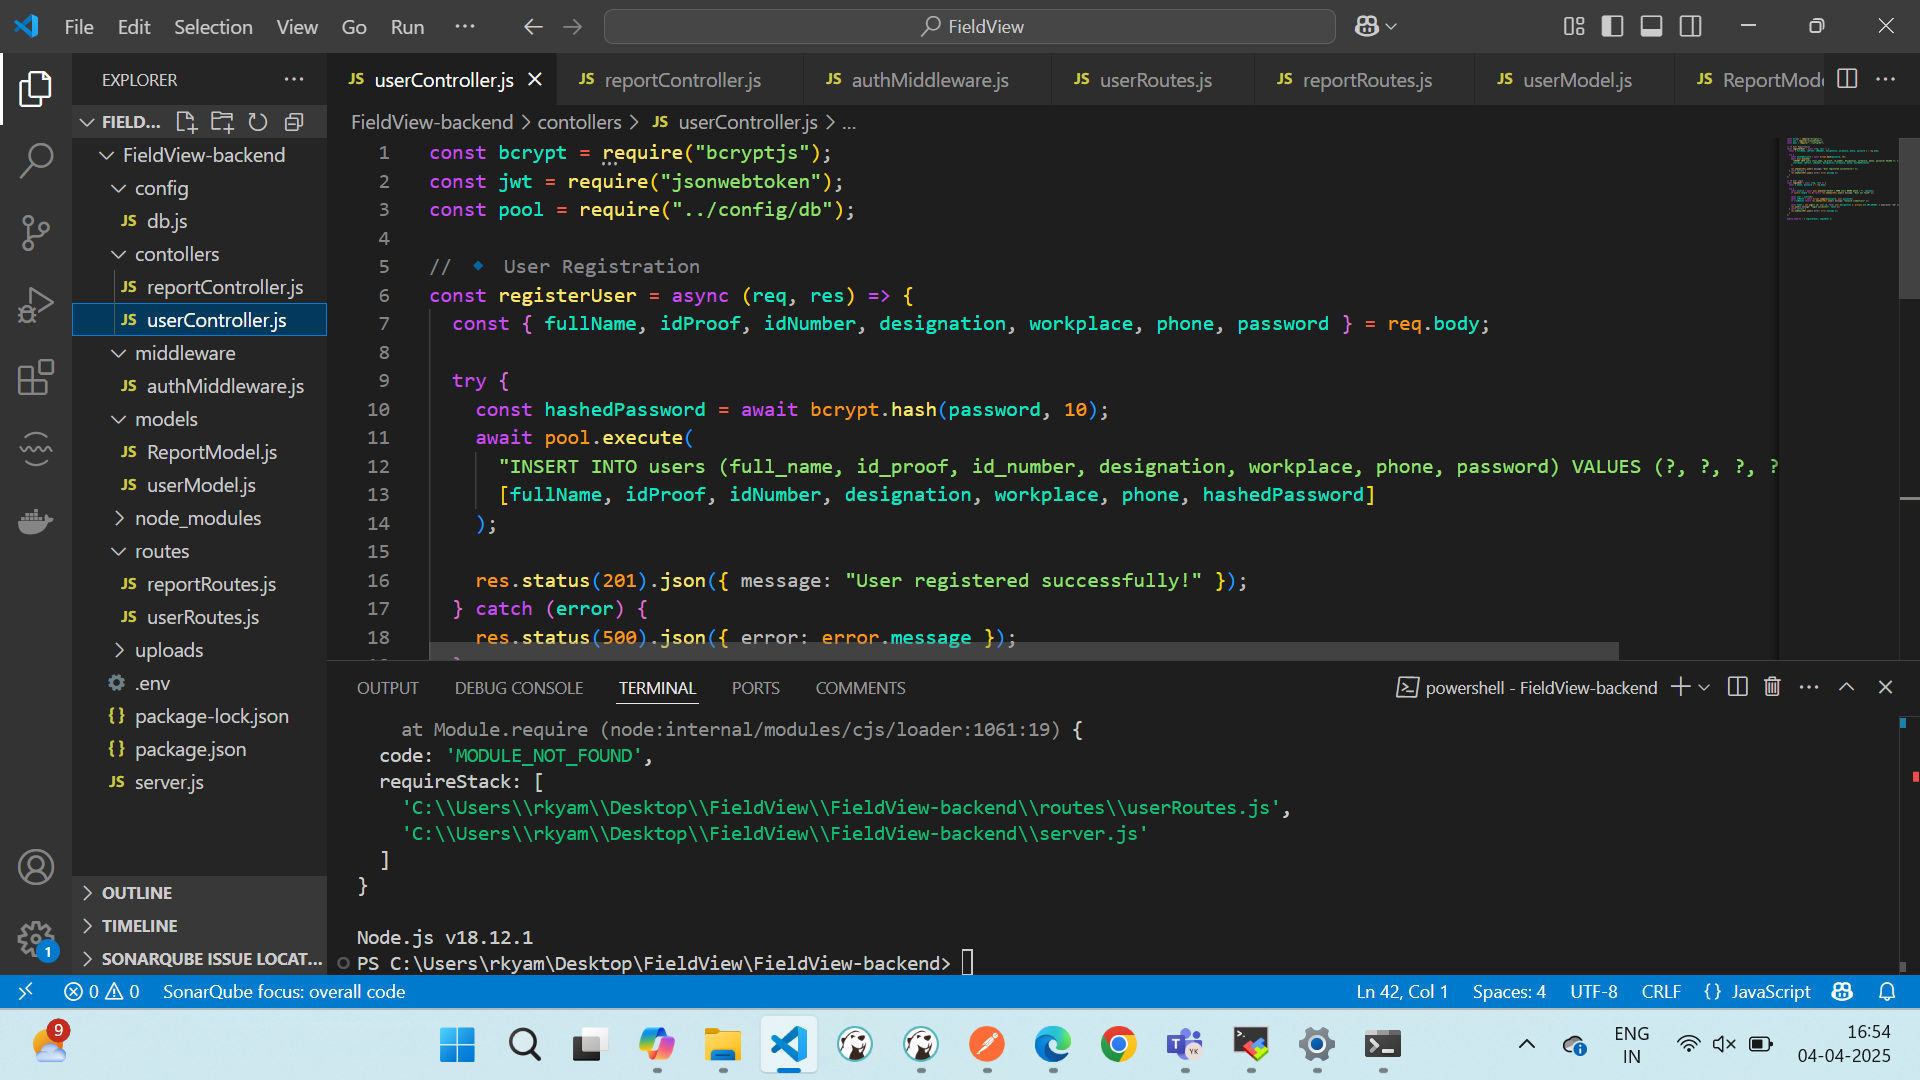 File Edit Selection View Go Run ··· FieldView
EXPLORER ···
userController.js reportController.js authMiddleware.js userRoutes.js reportRoutes.js userModel.js ReportMod ···
FIELD...
FieldView-backend
config
JS db.js
contollers
JS reportController.js
JS userController.js
middleware
JS authMiddleware.js
models
JS ReportModel.js
JS userModel.js
node_modules
routes
JS reportRoutes.js
JS userRoutes.js
uploads
.env
{} package-lock.json
{} package.json
JS server.js
OUTLINE
TIMELINE
SONARQUBE ISSUE LOCAT...
FieldView-backend > contollers > JS userController.js > ...
1 const bcrypt = require("bcryptjs");
2 const jwt = require("jsonwebtoken");
3 const pool = require("../config/db");
4
5 // 🔹 User Registration
6 const registerUser = async (req, res) => {
7 const { fullName, idProof, idNumber, designation, workplace, phone, password } = req.body;
8
9 try {
10 const hashedPassword = await bcrypt.hash(password, 10);
11 await pool.execute(
12 "INSERT INTO users (full_name, id_proof, id_number, designation, workplace, phone, password) VALUES (?, ?, ?, ?
13 [fullName, idProof, idNumber, designation, workplace, phone, hashedPassword]
14 );
15
16 res.status(201).json({ message: "User registered successfully!" });
17 } catch (error) {
18 res.status(500).json({ error: error.message });
OUTPUT DEBUG CONSOLE TERMINAL PORTS COMMENTS powershell - FieldView-backend
at Module.require (node:internal/modules/cjs/loader:1061:19) {
code: 'MODULE_NOT_FOUND',
requireStack: [
'C:\\Users\\rkyam\\Desktop\\FieldView\\FieldView-backend\\routes\\userRoutes.js',
'C:\\Users\\rkyam\\Desktop\\FieldView\\FieldView-backend\\server.js'
]
}
Node.js v18.12.1
PS C:\Users\rkyam\Desktop\FieldView\FieldView-backend>
1
0 0 SonarQube focus: overall code Ln 42, Col 1 Spaces: 4 UTF-8 CRLF {} JavaScript
9
ENG
IN
16:54
04-04-2025